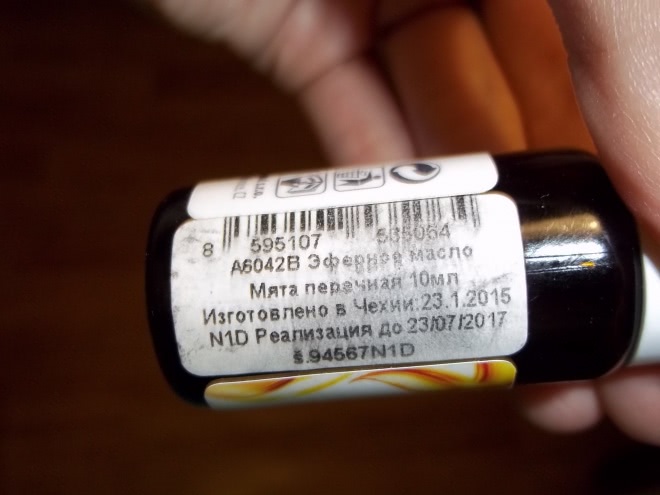 8 595107 535054
A6042B Эфирное масло
Мята перечная 10мл
Изготовлено в Чехии:23.1.2015
N1D Реализация до 23/07/2017
š.94567N1D